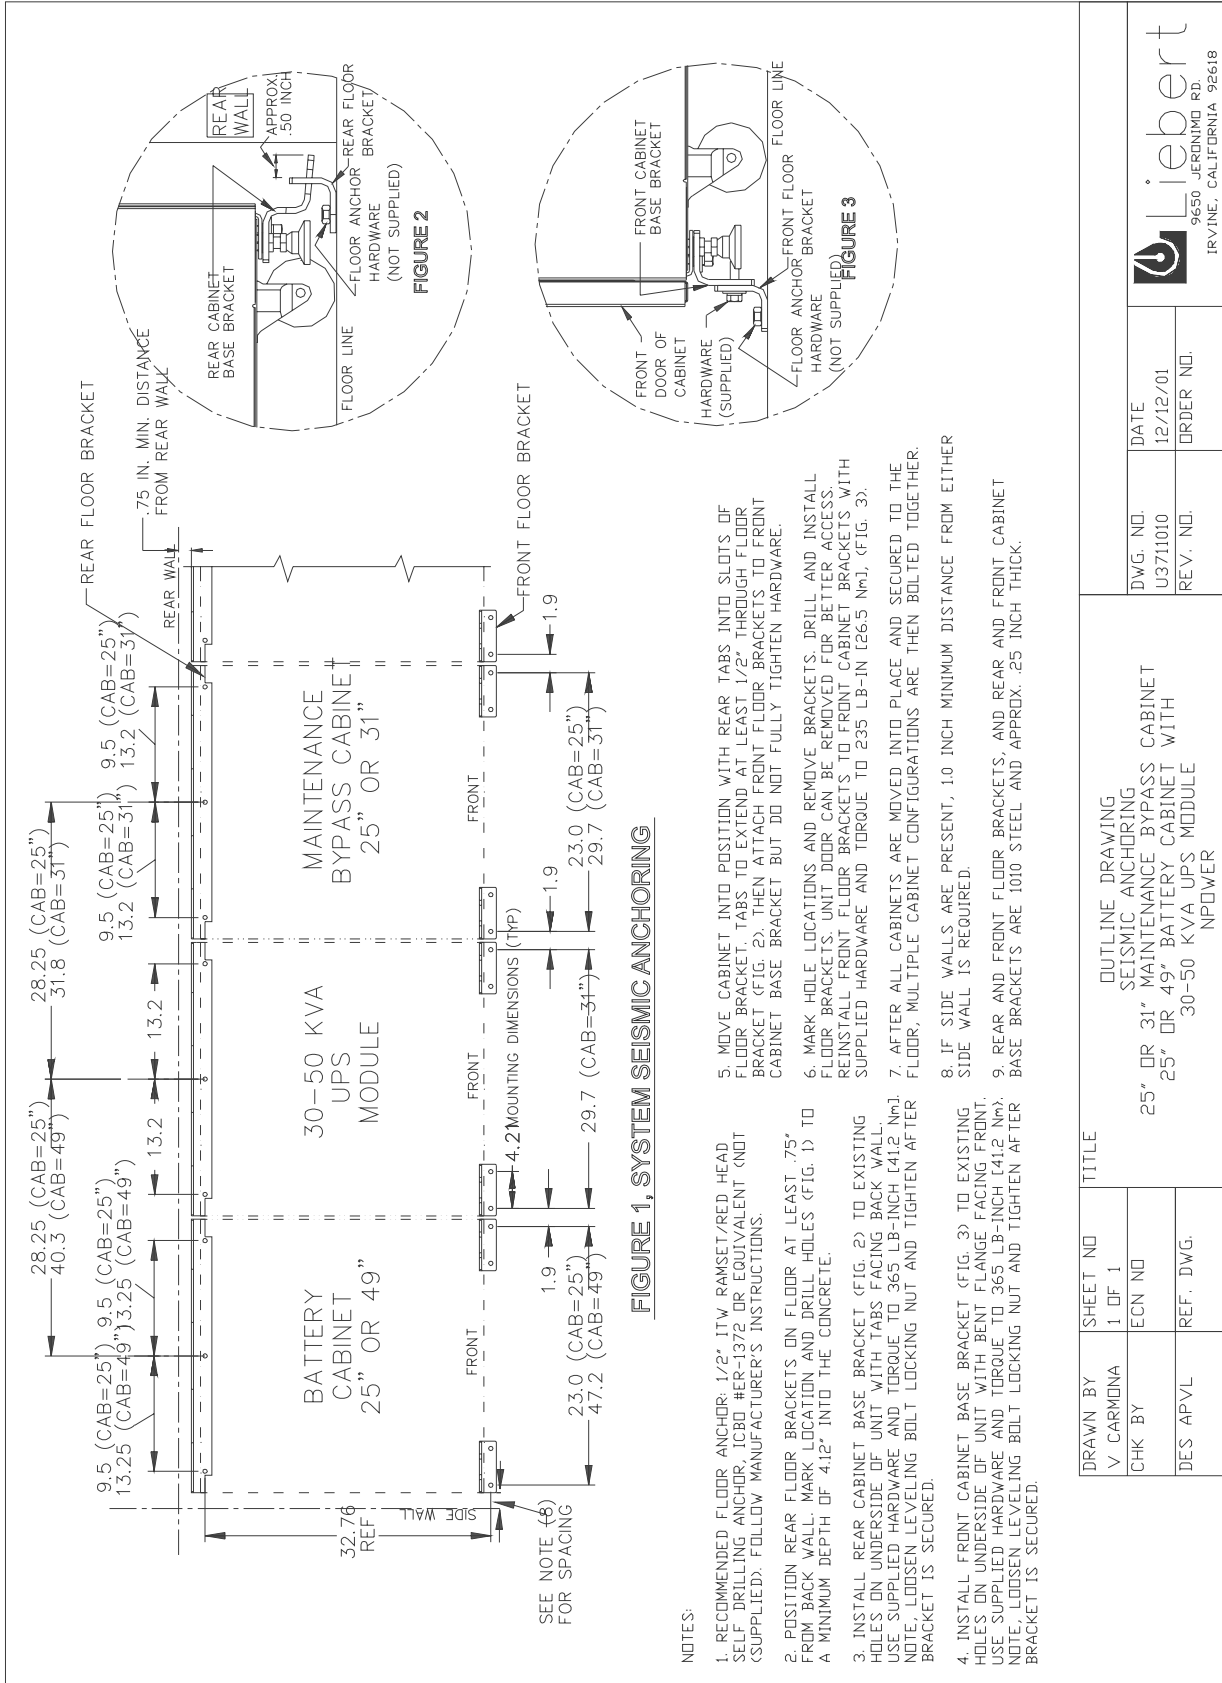 28.25 (CAB=25")
40.3 (CAB=49")
28.25 (CAB=25")
31.8 (CAB=31")
9.5 (CAB=25")
13.25 (CAB=49")
9.5 (CAB=25")
13.25 (CAB=49")
13.2
13.2
9.5 (CAB=25")
13.2 (CAB=31")
9.5 (CAB=25")
13.2 (CAB=31")
REAR FLOOR BRACKET
.75 IN. MIN. DISTANCE
FROM REAR WALL
REAR WALL
32.76
REF
SIDE WALL
BATTERY
CABINET
25" OR 49"
30-50 KVA
UPS
MODULE
MAINTENANCE
BYPASS CABINET
25" OR 31"
FRONT
FRONT
FRONT
FRONT FLOOR BRACKET
SEE NOTE (8)
FOR SPACING
4.21
MOUNTING DIMENSIONS (TYP)
1.9
1.9
1.9
23.0 (CAB=25")
47.2 (CAB=49")
29.7 (CAB=31")
23.0 (CAB=25")
29.7 (CAB=31")
FIGURE 1, SYSTEM SEISMIC ANCHORING
REAR CABINET
BASE BRACKET
REAR
WALL
APPROX.
.50 INCH
FLOOR LINE
REAR FLOOR
BRACKET
FLOOR ANCHOR
HARDWARE
(NOT SUPPLIED)
FIGURE 2
FRONT
DOOR OF
CABINET
FRONT CABINET
BASE BRACKET
HARDWARE
(SUPPLIED)
FLOOR LINE
FRONT FLOOR
BRACKET
FLOOR ANCHOR
HARDWARE
(NOT SUPPLIED)
FIGURE 3
NOTES:
1. RECOMMENDED FLOOR ANCHOR: 1/2" ITW RAMSET/RED HEAD
SELF DRILLING ANCHOR, ICBO #ER-1372 OR EQUIVALENT (NOT
SUPPLIED). FOLLOW MANUFACTURER'S INSTRUCTIONS.
2. POSITION REAR FLOOR BRACKETS ON FLOOR AT LEAST .75"
FROM BACK WALL. MARK LOCATION AND DRILL HOLES (FIG. 1) TO
A MINIMUM DEPTH OF 4.12" INTO THE CONCRETE.
3. INSTALL REAR CABINET BASE BRACKET (FIG. 2) TO EXISTING
HOLES ON UNDERSIDE OF UNIT WITH TABS FACING BACK WALL.
USE SUPPLIED HARDWARE AND TORQUE TO 365 LB-INCH [41.2 Nm].
NOTE, LOOSEN LEVELING BOLT LOCKING NUT AND TIGHTEN AFTER
BRACKET IS SECURED.
4. INSTALL FRONT CABINET BASE BRACKET (FIG. 3) TO EXISTING
HOLES ON UNDERSIDE OF UNIT WITH BENT FLANGE FACING FRONT.
USE SUPPLIED HARDWARE AND TORQUE TO 365 LB-INCH [41.2 Nm).
NOTE, LOOSEN LEVELING BOLT LOCKING NUT AND TIGHTEN AFTER
BRACKET IS SECURED.
5. MOVE CABINET INTO POSITION WITH REAR TABS INTO SLOTS OF
FLOOR BRACKET, TABS TO EXTEND AT LEAST 1/2" THROUGH FLOOR
BRACKET (FIG. 2), THEN ATTACH FRONT FLOOR BRACKETS TO FRONT
CABINET BASE BRACKET BUT DO NOT FULLY TIGHTEN HARDWARE.
6. MARK HOLE LOCATIONS AND REMOVE BRACKETS. DRILL AND INSTALL
FLOOR BRACKETS. UNIT DOOR CAN BE REMOVED FOR BETTER ACCESS.
REINSTALL FRONT FLOOR BRACKETS TO FRONT CABINET BRACKETS WITH
SUPPLIED HARDWARE AND TORQUE TO 235 LB-IN [26.5 Nm], (FIG. 3).
7. AFTER ALL CABINETS ARE MOVED INTO PLACE AND SECURED TO THE
FLOOR, MULTIPLE CABINET CONFIGURATIONS ARE THEN BOLTED TOGETHER.
8. IF SIDE WALLS ARE PRESENT, 1.0 INCH MINIMUM DISTANCE FROM EITHER
SIDE WALL IS REQUIRED.
9. REAR AND FRONT FLOOR BRACKETS, AND REAR AND FRONT CABINET
BASE BRACKETS ARE 1010 STEEL AND APPROX. .25 INCH THICK.
DRAWN BY
V CARMONA
CHK BY
DES APVL
SHEET NO
1 OF 1
ECN NO
REF. DWG.
TITLE
OUTLINE DRAWING
SEISMIC ANCHORING
25" OR 31" MAINTENANCE BYPASS CABINET
25" OR 49" BATTERY CABINET WITH
30-50 KVA UPS MODULE
NPOWER
DWG. NO.
U3711010
REV. NO.
DATE
12/12/01
ORDER NO.
Liebert
9650 JERONIMO RD.
IRVINE, CALIFORNIA 92618